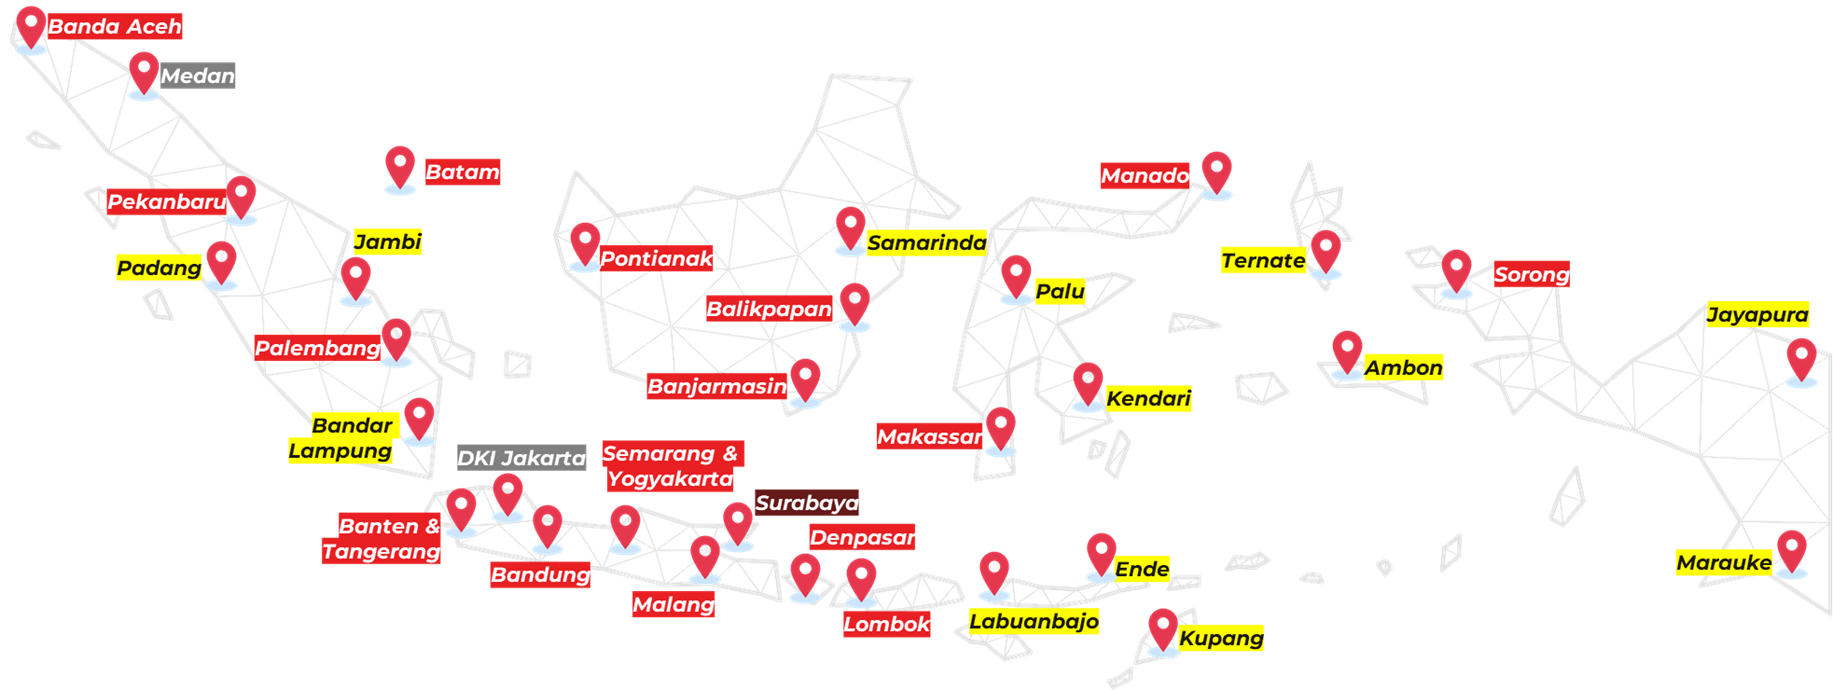 Banda Aceh
Medan
Batam
Manado
Pekanbaru
Jambi
Padang
Pontianak
Samarinda
Ternate
Sorong
Palu
Balikpapan
Jayapura
Palembang
Ambon
Banjarmasin
Kendari
Bandar
Lampung
Makassar
DKI Jakarta
Semarang &
Yogyakarta
Surabaya
Banten &
Tangerang
Denpasar
Bandung
Ende
Marauke
Malang
Lombok
Labuanbajo
Kupang